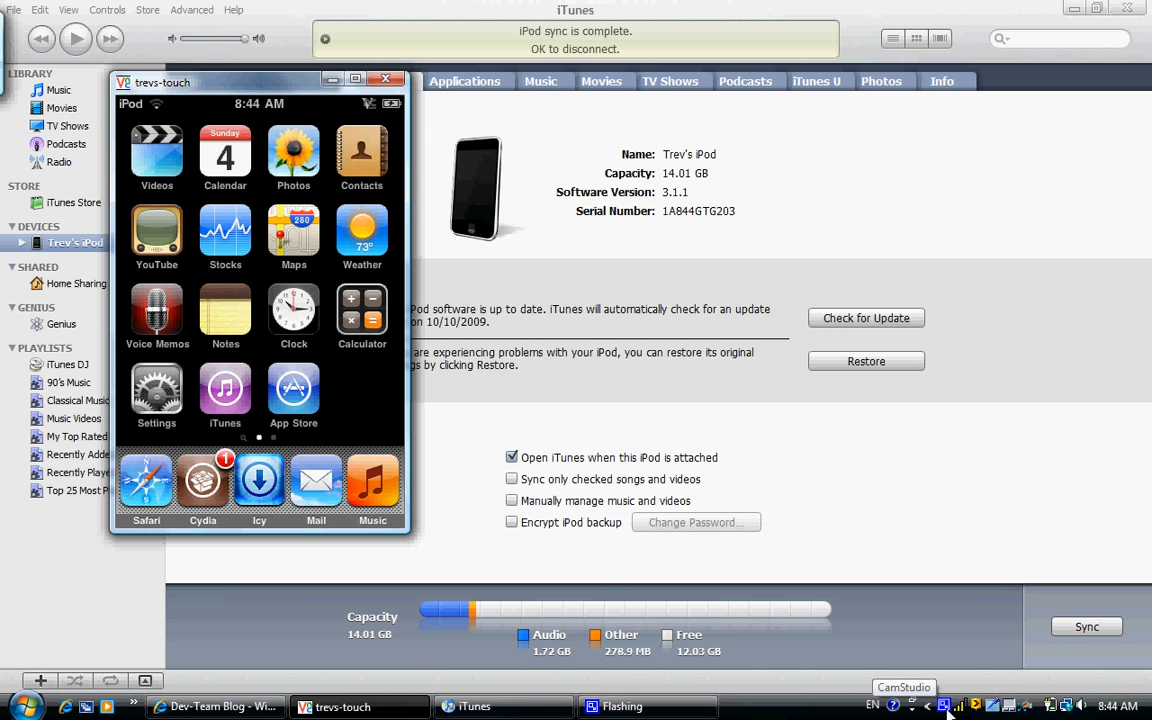 File Edit View Controls Store Advanced Help
iTunes
iPod sync is complete.
OK to disconnect.
LIBRARY
Music
Movies
TV Shows
Podcasts
Radio
STORE
iTunes Store
DEVICES
Trev's iPod
SHARED
Home Sharing
GENIUS
Genius
PLAYLISTS
iTunes DJ
90's Music
Classical Music
Music Videos
My Top Rated
Recently Adde
Recently Playe
Top 25 Most P
trevs-touch
iPod 8:44 AM
Sunday
4
Videos Calendar Photos Contacts
280
73°
YouTube Stocks Maps Weather
Voice Memos Notes Clock Calculator
Settings iTunes App Store
1
Safari Cydia Icy Mail Music
Applications Music Movies TV Shows Podcasts iTunes U Photos Info
Name: Trev's iPod
Capacity: 14.01 GB
Software Version: 3.1.1
Serial Number: 1A844GTG203
Pod software is up to date. iTunes will automatically check for an update
on 10/10/2009.
Check for Update
are experiencing problems with your iPod, you can restore its original
gs by clicking Restore.
Restore
Open iTunes when this iPod is attached
Sync only checked songs and videos
Manually manage music and videos
Encrypt iPod backup Change Password...
Capacity
14.01 GB
Audio
1.72 GB
Other
278.9 MB
Free
12.03 GB
Sync
CamStudio
Dev-Team Blog - Wi...
trevs-touch
iTunes
Flashing
EN
8:44 AM